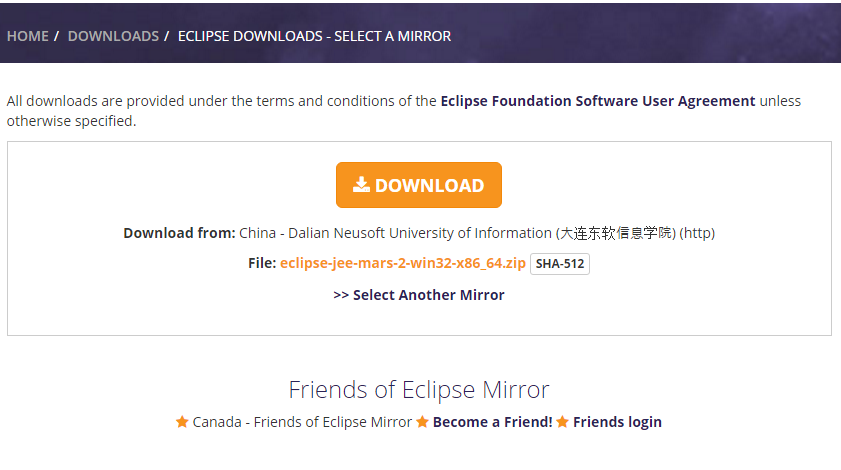 HOME / DOWNLOADS / ECLIPSE DOWNLOADS - SELECT A MIRROR
All downloads are provided under the terms and conditions of the Eclipse Foundation Software User Agreement unless
otherwise specified.
DOWNLOAD
Download from: China - Dalian Neusoft University of Information (大连东软信息学院) (http)
File: eclipse-jee-mars-2-win32-x86_64.zip SHA-512
>> Select Another Mirror
Friends of Eclipse Mirror
Canada - Friends of Eclipse Mirror Become a Friend! Friends login